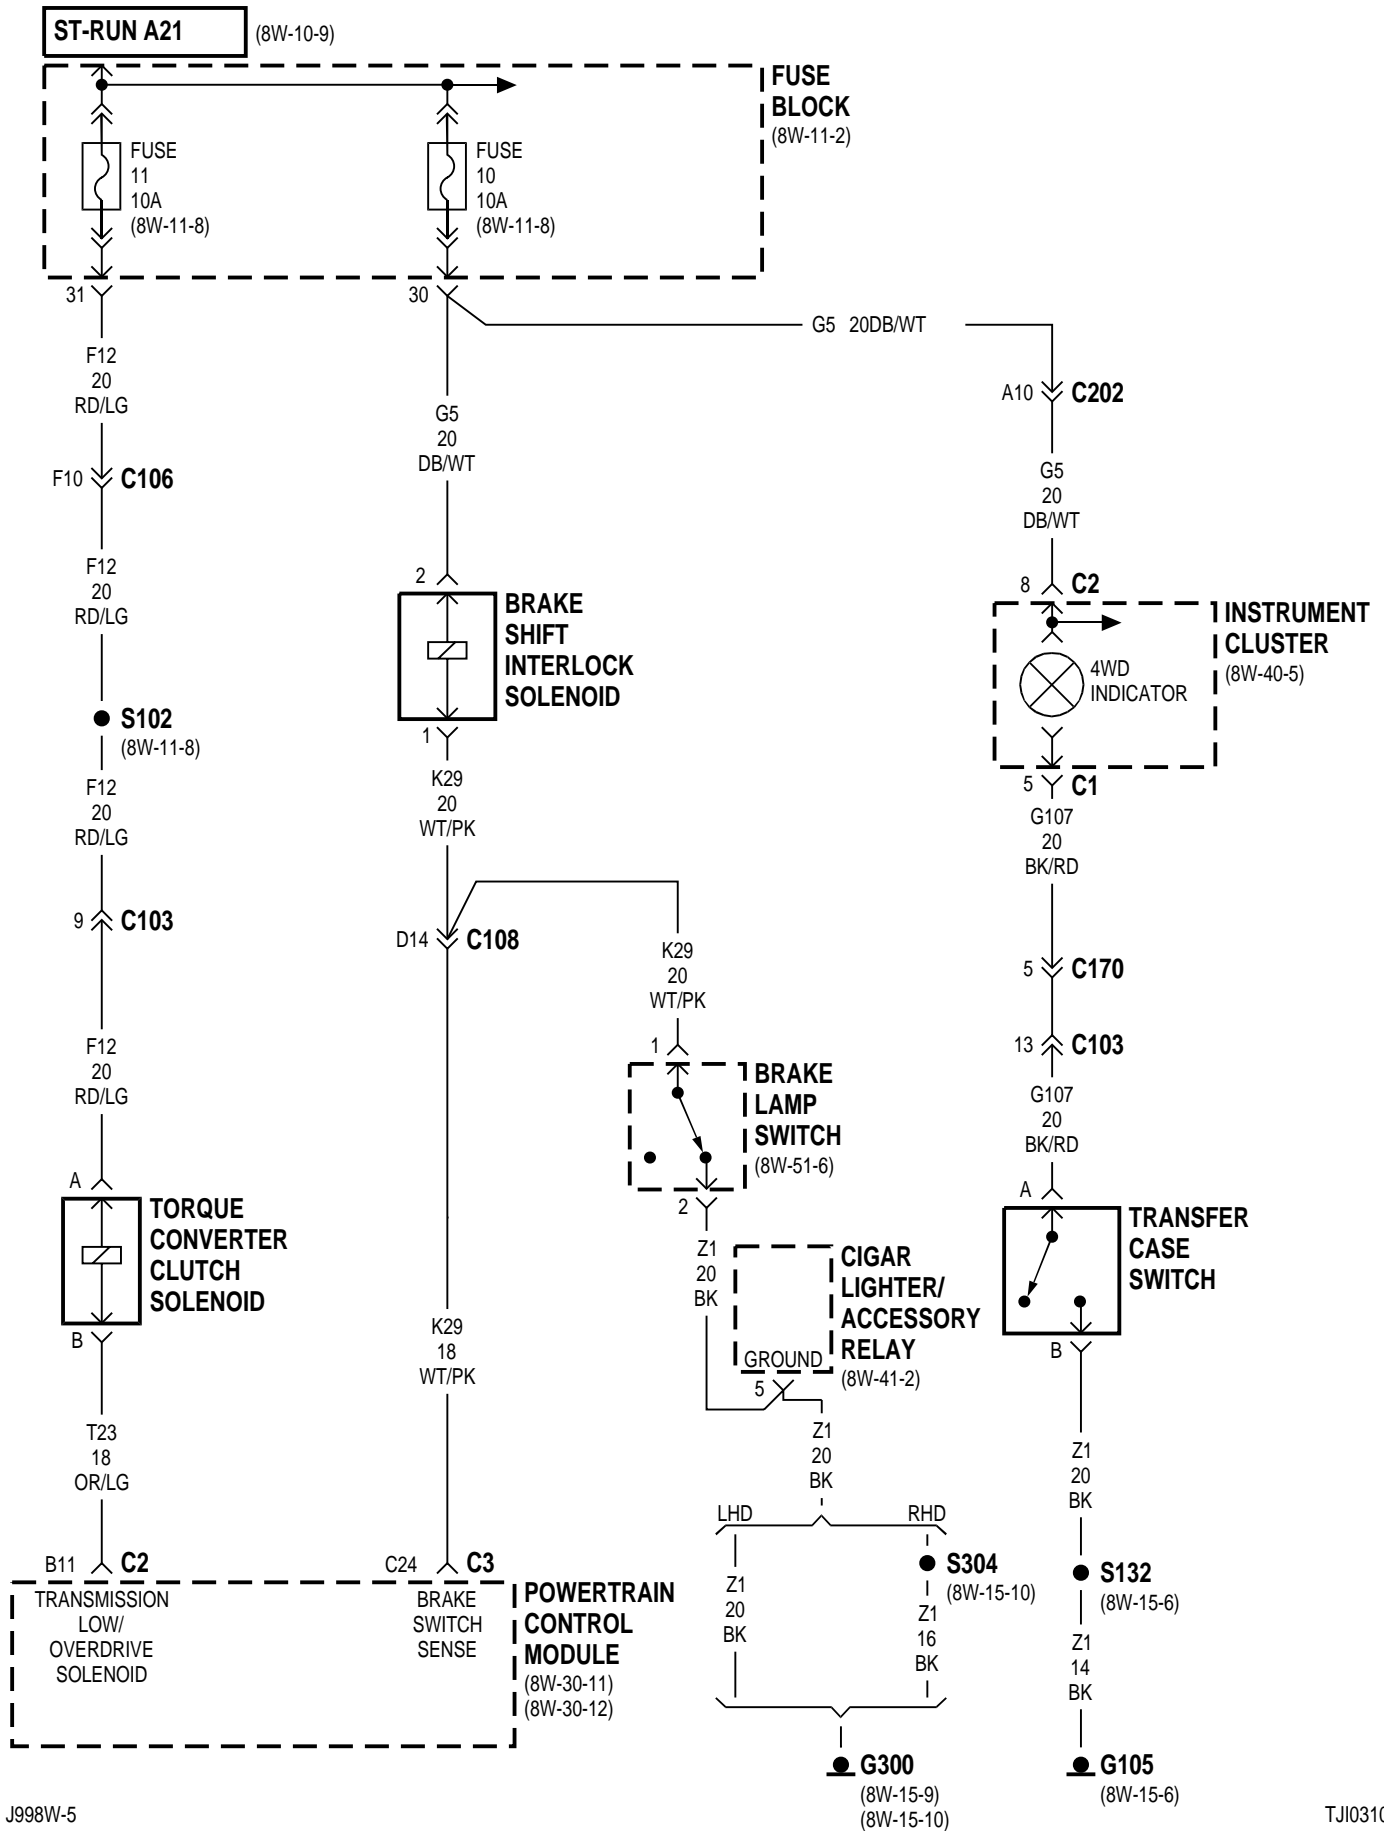 ST-RUN A21
(8W-10-9)
FUSE
BLOCK
(8W-11-2)
FUSE
11
10A
(8W-11-8)
FUSE
10
10A
(8W-11-8)
31
30
G5 20DB/WT
F12
20
RD/LG
G5
20
DB/WT
A10
C202
F10
C106
G5
20
DB/WT
F12
20
RD/LG
2
8
C2
BRAKE
SHIFT
INTERLOCK
SOLENOID
INSTRUMENT
CLUSTER
(8W-40-5)
4WD
INDICATOR
S102
(8W-11-8)
1
F12
20
RD/LG
K29
20
WT/PK
5
C1
G107
20
BK/RD
9
C103
D14
C108
K29
20
WT/PK
5
C170
13
C103
F12
20
RD/LG
1
BRAKE
LAMP
SWITCH
(8W-51-6)
G107
20
BK/RD
A
A
TORQUE
CONVERTER
CLUTCH
SOLENOID
2
Z1
20
BK
CIGAR
LIGHTER/
ACCESSORY
RELAY
(8W-41-2)
GROUND
5
TRANSFER
CASE
SWITCH
B
B
K29
18
WT/PK
T23
18
OR/LG
Z1
20
BK
Z1
20
BK
LHD
RHD
B11
C2
C24
C3
S304
(8W-15-10)
S132
(8W-15-6)
TRANSMISSION
LOW/
OVERDRIVE
SOLENOID
BRAKE
SWITCH
SENSE
POWERTRAIN
CONTROL
MODULE
(8W-30-11)
(8W-30-12)
Z1
20
BK
Z1
16
BK
Z1
14
BK
G300
(8W-15-9)
(8W-15-10)
G105
(8W-15-6)
J998W-5
TJI0310